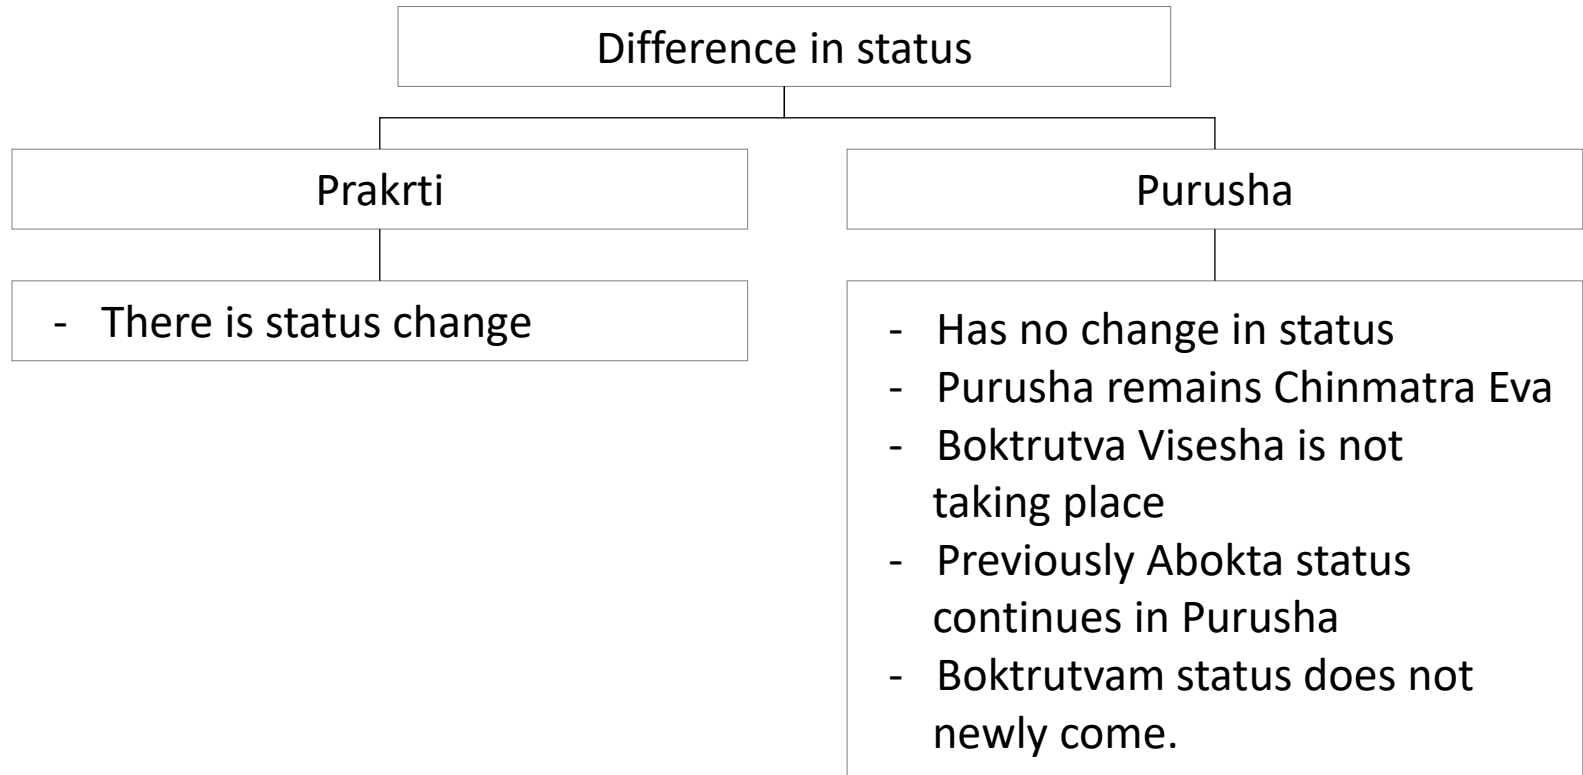 Difference in status
Prakrti
- There is status change
Purusha
- Has no change in status
- Purusha remains Chinmatra Eva
- Boktrutva Visesha is not
taking place
- Previously Abokta status
continues in Purusha
- Boktrutvam status does not
newly come.